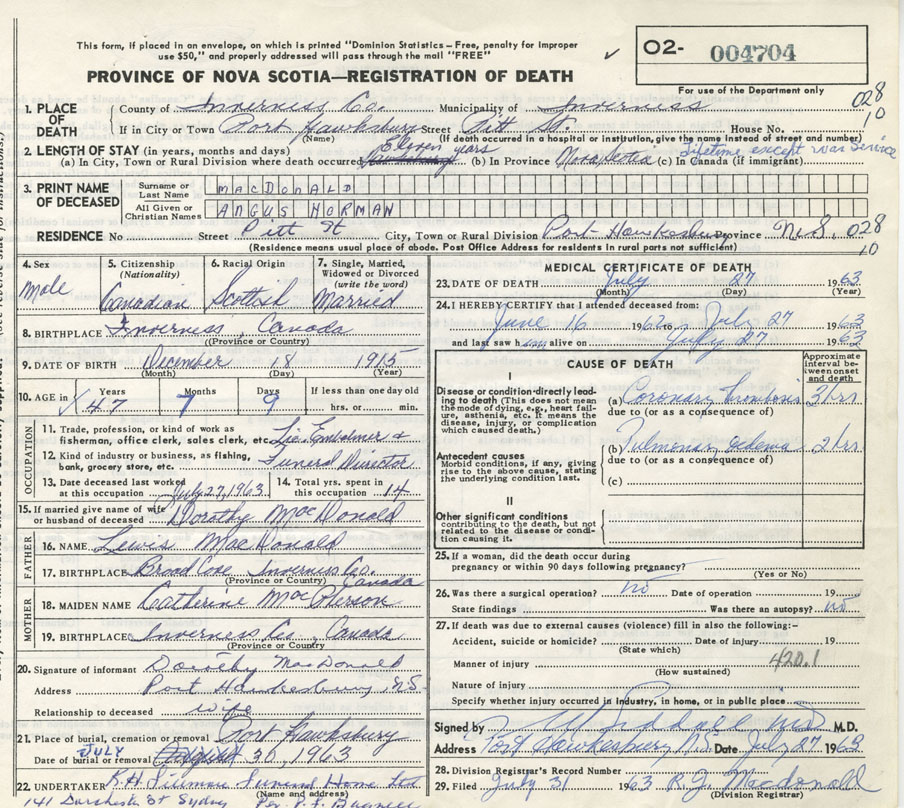 This form, if placed in an envelope, on which is printed "Dominion Statistics – Free, penalty for improper
use $50," and properly addressed will pass through the mail "FREE"
✓ O2- 004704
PROVINCE OF NOVA SCOTIA—REGISTRATION OF DEATH
For use of the Department only
1. PLACE OF DEATH
County of Inverness Co. Municipality of Inverness 028
If in City or Town Port Hawksbury Street Pitt St. House No. 10
(Name) (If death occurred in a hospital or institution, give the name instead of street and number)
2. LENGTH OF STAY (in years, months and days) Eleven years Lifetime except war Service
(a) In City, Town or Rural Division where death occurred (b) In Province Nova Scotia (c) In Canada (if immigrant)
3. PRINT NAME OF DECEASED
Surname or Last Name MACDONALD
All Given or Christian Names ANGUS NORMAN
RESIDENCE No Street Pitt St City, Town or Rural Division Port Hawksbury Province N.S. 028
(Residence means usual place of abode. Post Office Address for residents in rural parts not sufficient) 10
4. Sex 5. Citizenship (Nationality) 6. Racial Origin 7. Single, Married, Widowed or Divorced (write the word)
Male Canadian Scottish Married
8. BIRTHPLACE Inverness, Canada
(Province or Country)
9. DATE OF BIRTH December 18 1915
(Month) (Day) (Year)
10. AGE in Years Months Days If less than one day old
47 7 9 hrs. or min.
OCCUPATION
11. Trade, profession or kind of work as
fisherman, office clerk, sales clerk, etc. Lic. Embalmer &
12. Kind of industry or business, as fishing,
bank, grocery store, etc. Funeral Director
13. Date deceased last worked
at this occupation July 27, 1963
14. Total yrs. spent in
this occupation 14
15. If married give name of wife
or husband of deceased Dorothy MacDonald
FATHER
16. NAME Lewis MacDonald
17. BIRTHPLACE Broad Cove Inverness Co.
(Province or Country) Canada
MOTHER
18. MAIDEN NAME Catherine MacPherson
19. BIRTHPLACE Inverness Co, Canada
(Province or Country)
20. Signature of informant Dorothy MacDonald
Address Port Hawkesbury, N.S.
Relationship to deceased wife
21. Place of burial, cremation or removal Port Hawksbury
JULY
Date of burial or removal August 30, 1963
22. UNDERTAKER Funeral Home Ltd
(Name and address)
141 Dorchester St Sydney Per.
MEDICAL CERTIFICATE OF DEATH
23. DATE OF DEATH July 27 1963
(Month) (Day) (Year)
24. I HEREBY CERTIFY that I attended deceased from:
June 16 1962 to July 27 1963
and last saw him alive on July 27 1963
CAUSE OF DEATH
Approximate interval between onset and death
I
Disease or condition directly leading to death (This does not mean the mode of dying, e.g., heart failure, asthenia, etc. It means the disease, injury, or complication which caused death.)
(a) Coronary Thrombosis 2 hrs
due to (or as a consequence of)
Antecedent causes
Morbid conditions, if any, giving rise to the above cause, stating the underlying condition last.
(b) Pulmonary edema 2 hrs
due to (or as a consequence of)
(c)
II
Other significant conditions
contributing to the death, but not related to the disease or condition causing it.
25. If a woman, did the death occur during
pregnancy or within 90 days following pregnancy?
(Yes or No)
26. Was there a surgical operation? no Date of operation 19
State findings Was there an autopsy? no
27. If death was due to external causes (violence) fill in also the following:-
Accident, suicide or homicide? Date of injury 19
(State which)
Manner of injury 420.1
(How sustained)
Nature of injury
Specify whether injury occurred in Industry, in home, or in public place
Signed by M.D.
Address Port Hawkesbury N.S. Date July 27 1963
28. Division Registrar's Record Number
29. Filed July 31 1963 R. J. Macdonald
(Division Registrar)